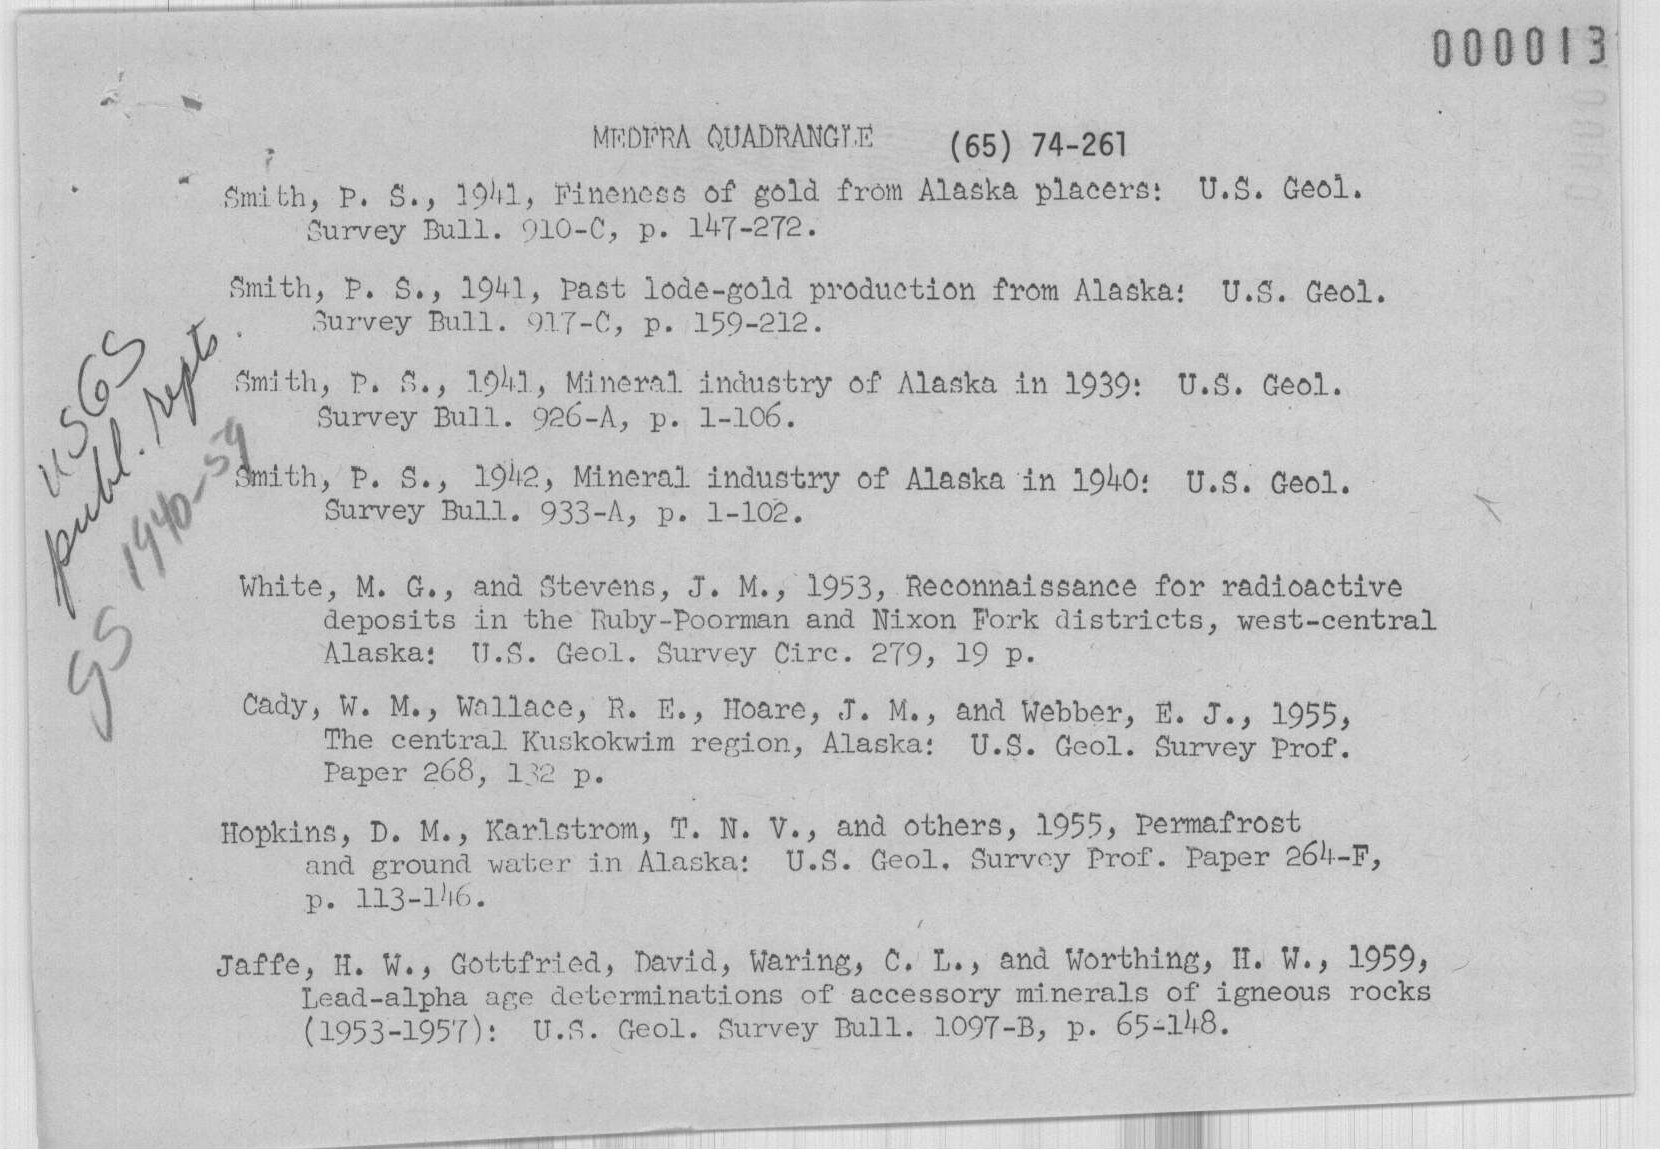 000013
MEDFRA QUADRANGLE (65) 74-261
Smith, P. S., 1941, Fineness of gold from Alaska placers: U.S. Geol.
Survey Bull. 910-C, p. 147-272.
Smith, P. S., 1941, Past lode-gold production from Alaska: U.S. Geol.
Survey Bull. 917-C, p. 159-212.
Smith, P. S., 1941, Mineral industry of Alaska in 1939: U.S. Geol.
Survey Bull. 926-A, p. 1-106.
Smith, P. S., 1942, Mineral industry of Alaska in 1940: U.S. Geol.
Survey Bull. 933-A, p. 1-102.
White, M. G., and Stevens, J. M., 1953, Reconnaissance for radioactive
deposits in the Ruby-Poorman and Nixon Fork districts, west-central
Alaska: U.S. Geol. Survey Circ. 279, 19 p.
Cady, W. M., Wallace, R. E., Hoare, J. M., and Webber, E. J., 1955,
The central Kuskokwim region, Alaska: U.S. Geol. Survey Prof.
Paper 268, 132 p.
Hopkins, D. M., Karlstrom, T. N. V., and others, 1955, Permafrost
and ground water in Alaska: U.S. Geol. Survey Prof. Paper 264-F,
p. 113-146.
Jaffe, H. W., Gottfried, David, Waring, C. L., and Worthing, H. W., 1959,
Lead-alpha age determinations of accessory minerals of igneous rocks
(1953-1957): U.S. Geol. Survey Bull. 1097-B, p. 65-148.
USGS
publ. repts.
GS 1940-59